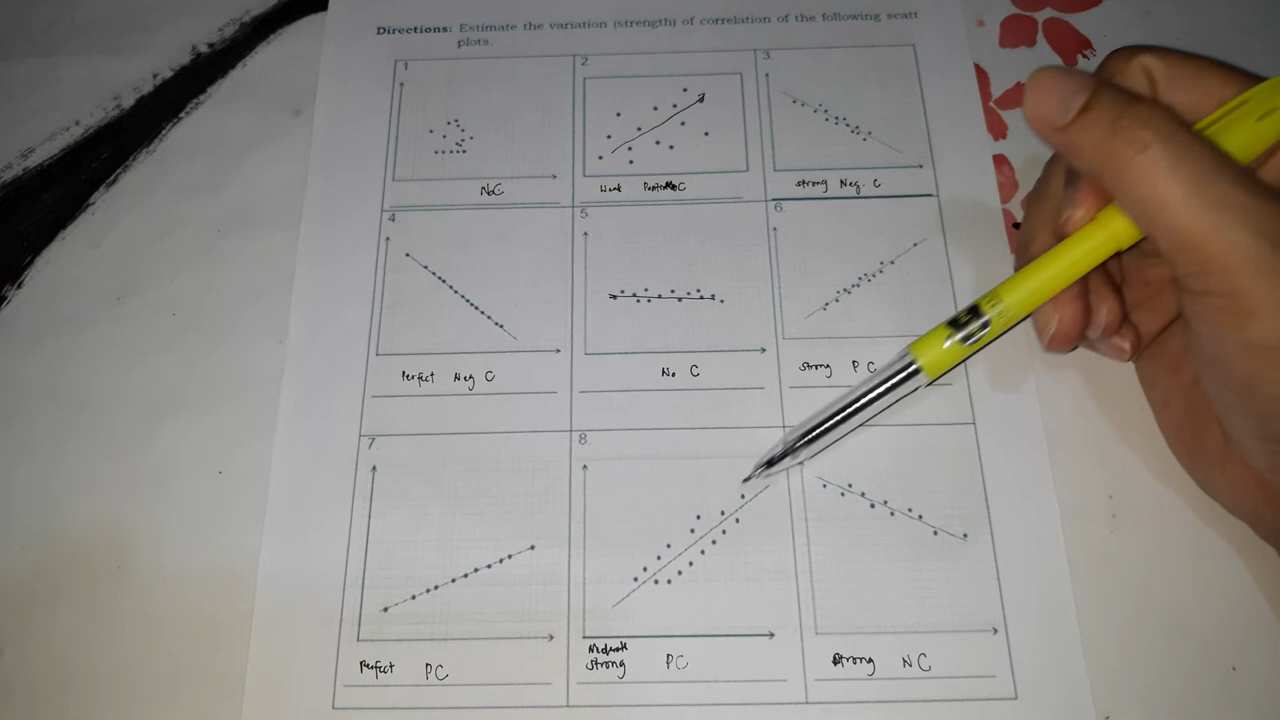 Directions: Estimate the variation (strength) of correlation of the following scatt
plots.
1
2
3.
NoC
Weak
strong Neg. C
4
5.
6.
Perfect Neg C
No C
strong P C
7.
8.
Perfect PC
Moderate
strong PC
strong NC